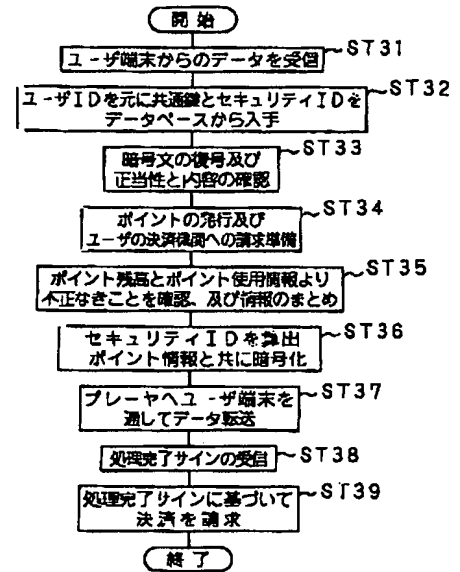 開始
ユーザ端末からのデータを受信
ST31
ユーザIDを元に共通鍵とセキュリティIDを
データベースから入手
ST32
暗号文の復号及び
正当性と内容の確認
ST33
ポイントの発行及び
ユーザの決済機関への請求準備
ST34
ポイント残高とポイント使用情報より
不正なきことを確認、及び情報のまとめ
ST35
セキュリティIDを算出
ポイント情報と共に暗号化
ST36
プレーヤへユーザ端末を
通してデータ転送
ST37
処理完了サインの受信
ST38
処理完了サインに基づいて
決済を請求
ST39
終了